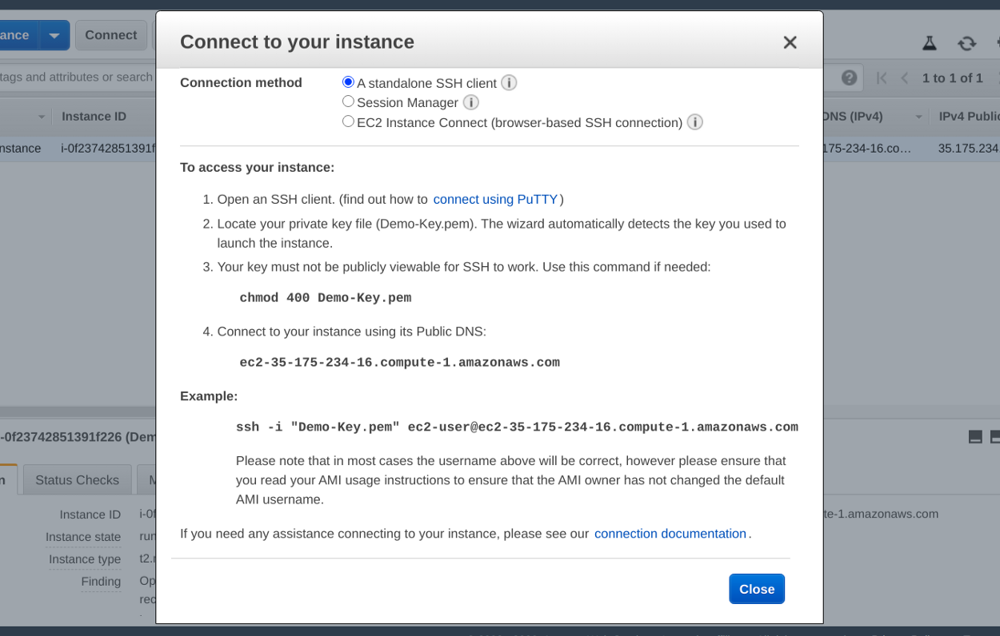 ance
Connect
Connect to your instance
tags and attributes or search
Connection method
A standalone SSH client
Session Manager
EC2 Instance Connect (browser-based SSH connection)
1 to 1 of 1
Instance ID
DNS (IPv4)
IPv4 Public
nstance
i-0f23742851391f
175-234-16.co…
35.175.234
To access your instance:
1. Open an SSH client. (find out how to connect using PuTTY)
2. Locate your private key file (Demo-Key.pem). The wizard automatically detects the key you used to
launch the instance.
3. Your key must not be publicly viewable for SSH to work. Use this command if needed:
chmod 400 Demo-Key.pem
4. Connect to your instance using its Public DNS:
ec2-35-175-234-16.compute-1.amazonaws.com
Example:
ssh -i "Demo-Key.pem" ec2-user@ec2-35-175-234-16.compute-1.amazonaws.com
-0f23742851391f226 (Dem
Please note that in most cases the username above will be correct, however please ensure that
you read your AMI usage instructions to ensure that the AMI owner has not changed the default
AMI username.
n
Status Checks
M
Instance ID
i-0f
te-1.amazonaws.com
If you need any assistance connecting to your instance, please see our connection documentation.
Instance state
run
Instance type
t2.
Finding
Op
rec
Close